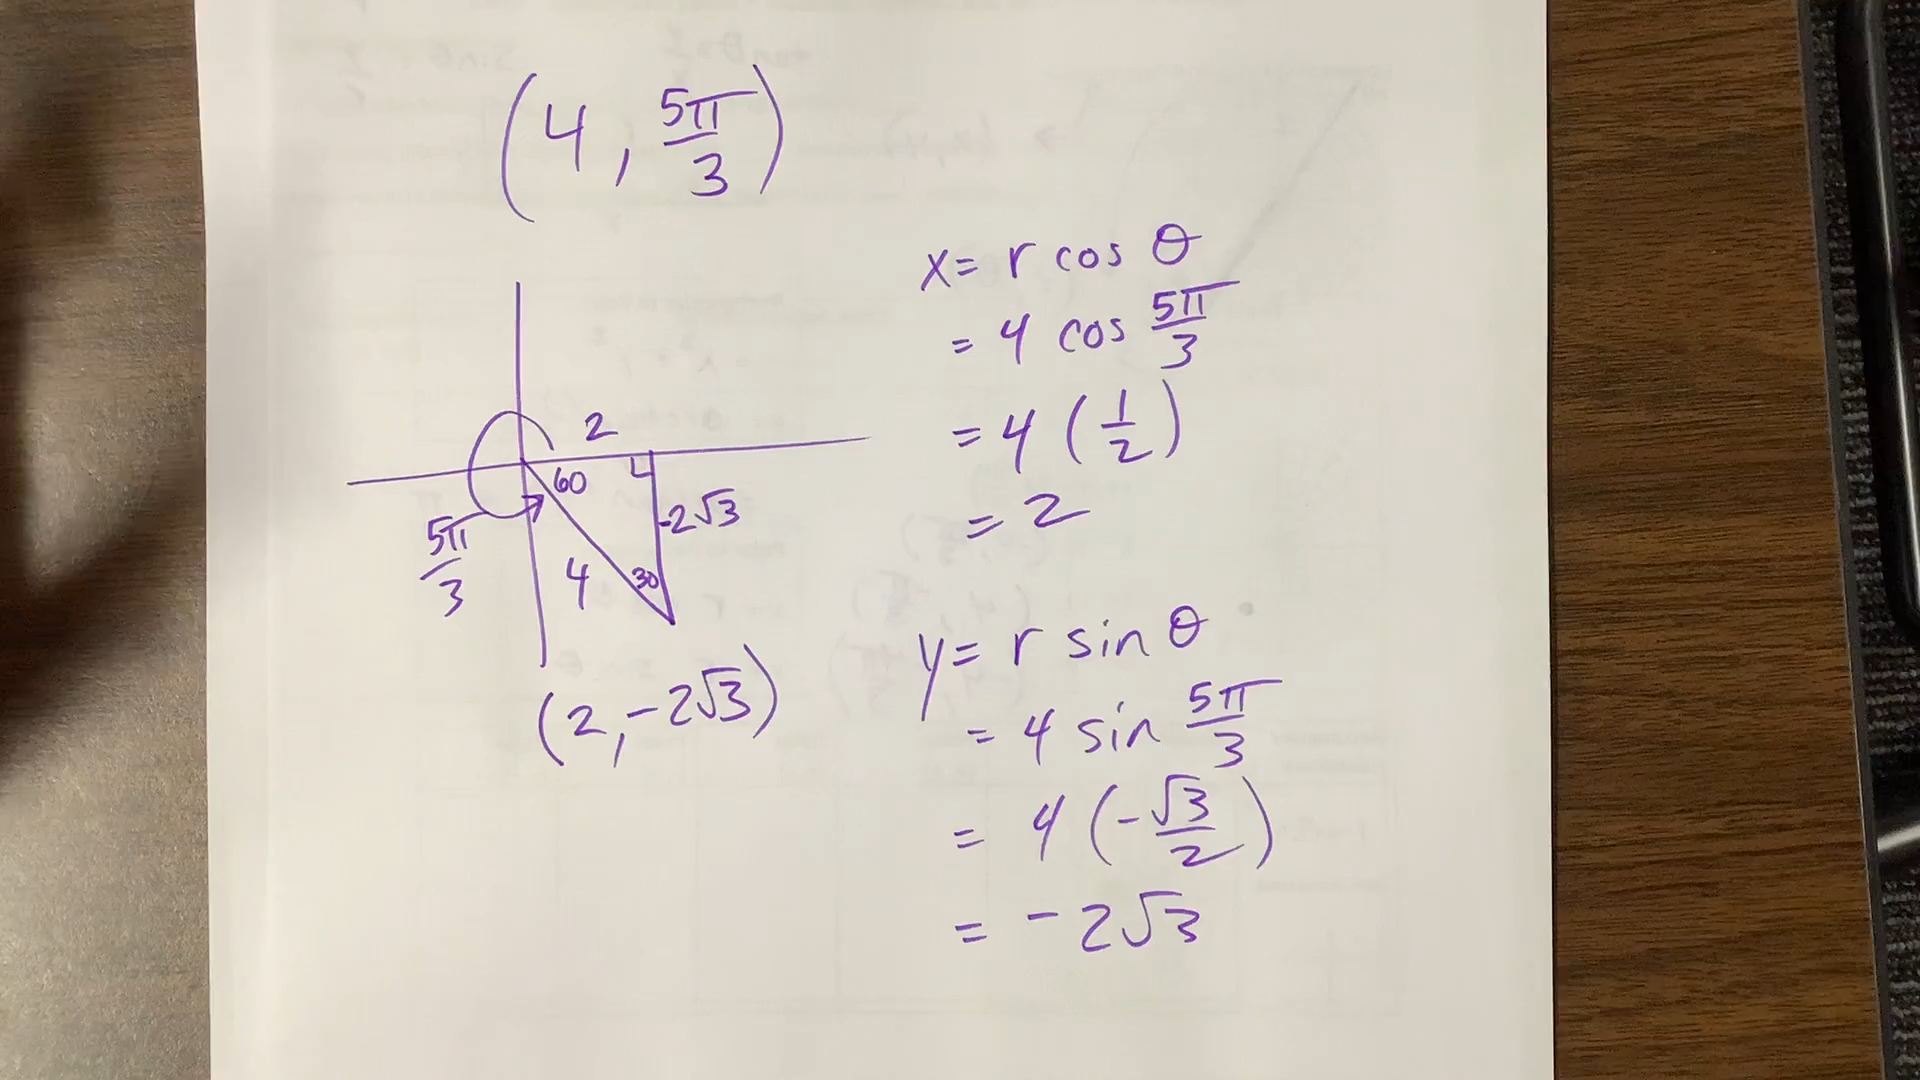 (4, 5π/3)
2
60
-2√3
5π/3
4
30
(2, -2√3)
x= r cos θ
= 4 cos 5π/3
= 4 (1/2)
= 2
y= r sin θ
= 4 sin 5π/3
= 4 (-√3/2)
= -2√3